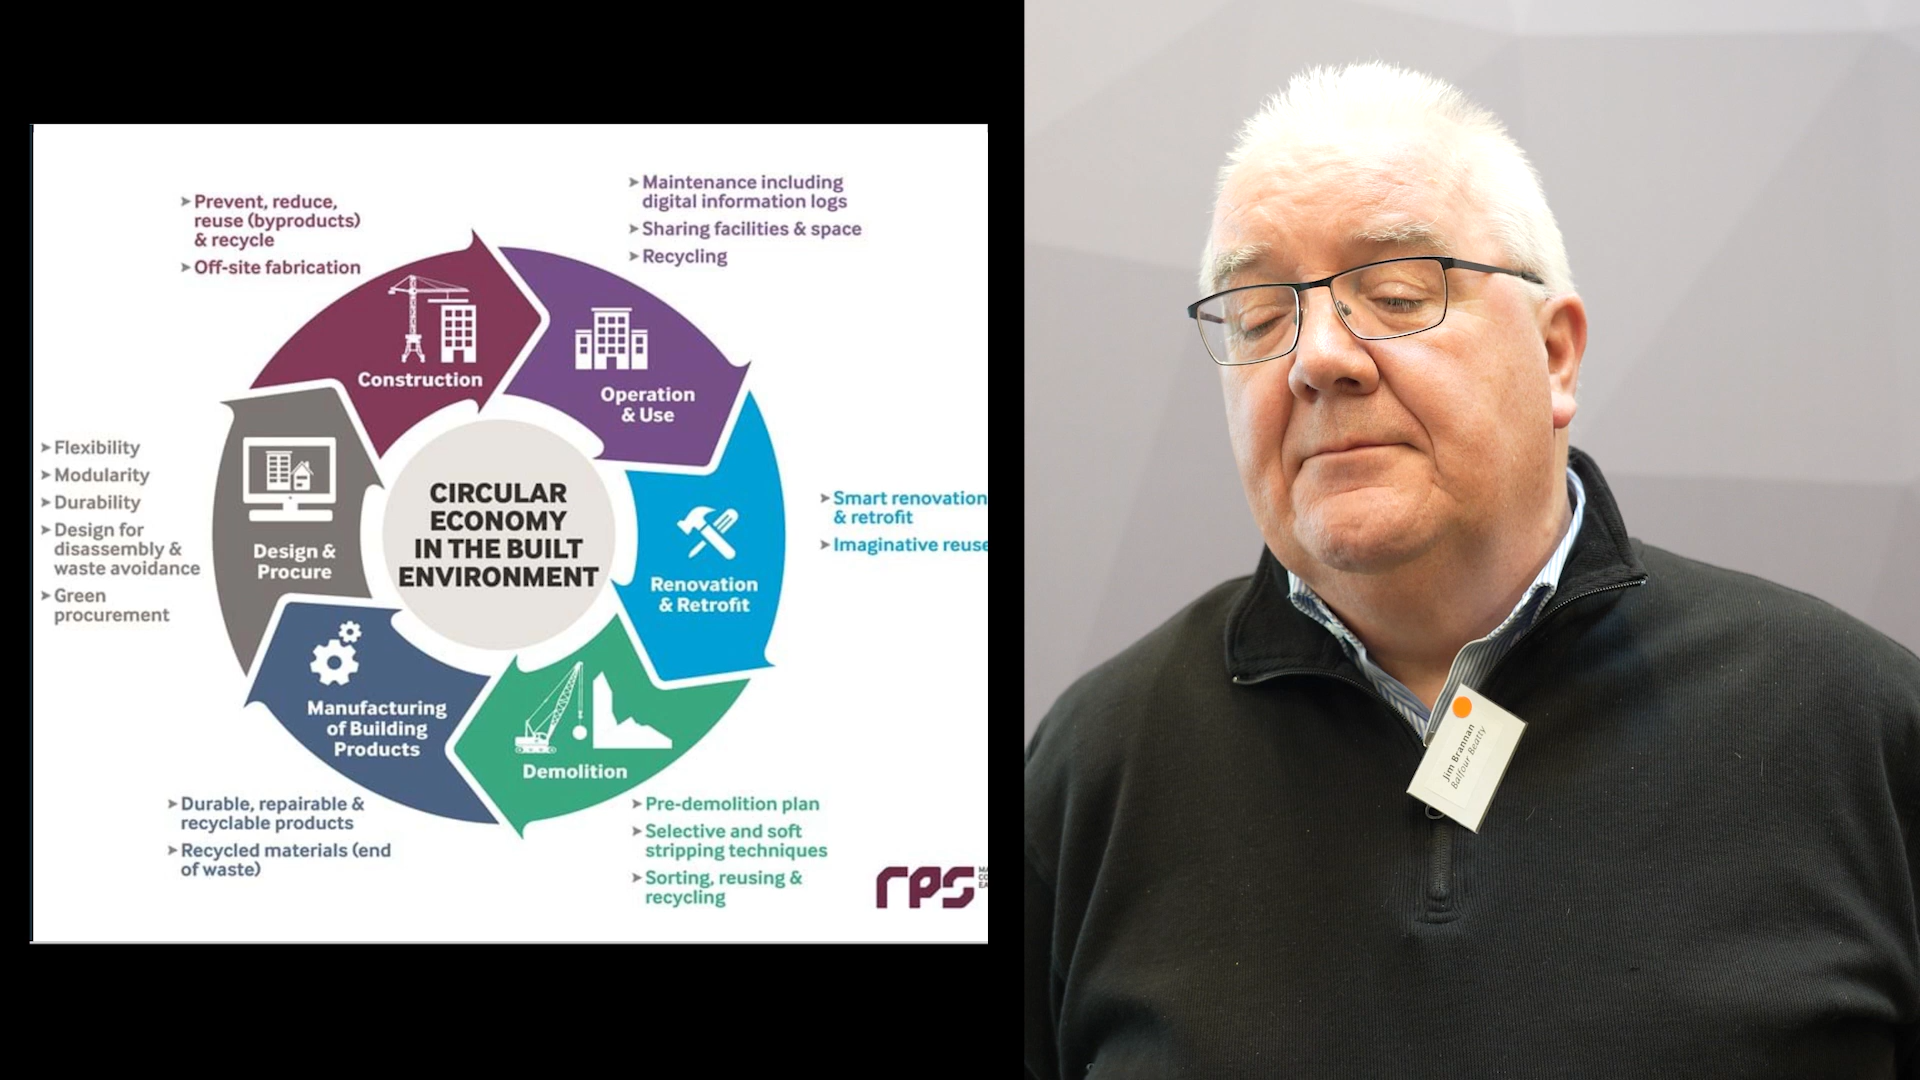 ➤ Prevent, reduce,
reuse (byproducts)
& recycle
➤ Off-site fabrication
➤ Maintenance including
digital information logs
➤ Sharing facilities & space
➤ Recycling
Construction
Operation
& Use
➤ Flexibility
➤ Modularity
➤ Durability
➤ Design for
disassembly &
waste avoidance
➤ Green
procurement
Design &
Procure
CIRCULAR
ECONOMY
IN THE BUILT
ENVIRONMENT
➤ Smart renovation
& retrofit
➤ Imaginative reuse
Renovation
& Retrofit
Manufacturing
of Building
Products
Demolition
➤ Durable, repairable &
recyclable products
➤ Recycled materials (end
of waste)
➤ Pre-demolition plan
➤ Selective and soft
stripping techniques
➤ Sorting, reusing &
recycling
rps
Jim Brannan
Balfour Beatty